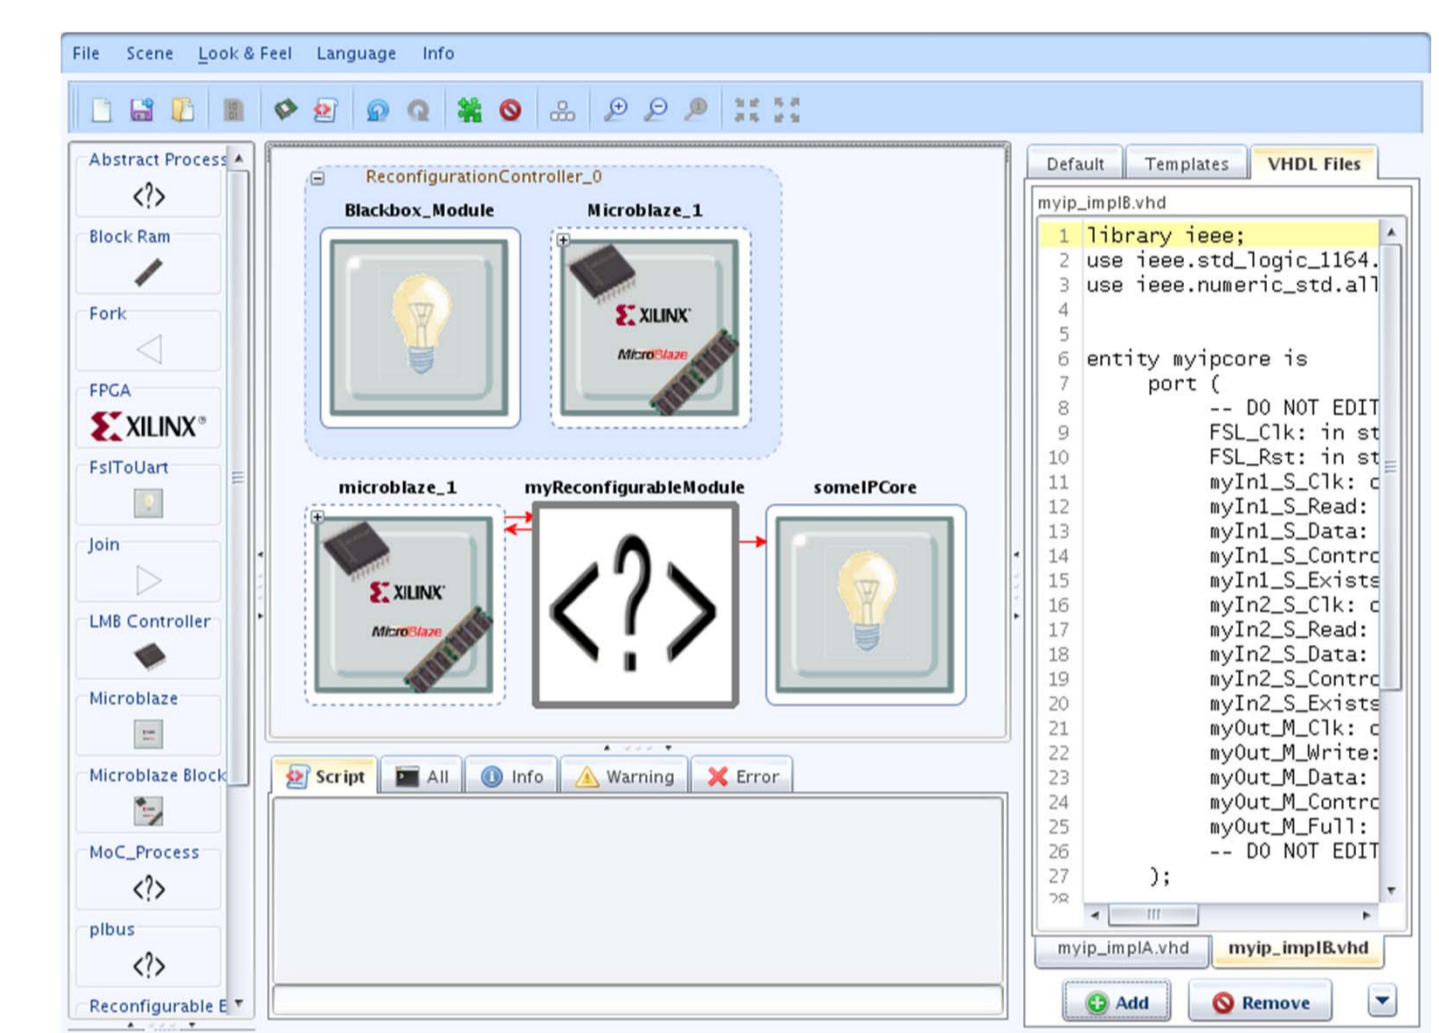 File Scene Look & Feel Language Info
Abstract Process
Block Ram
Fork
FPGA
XILINX®
FslToUart
Join
LMB Controller
Microblaze
Microblaze Block
MoC_Process
plbus
Reconfigurable E
ReconfigurationController_0
Blackbox_Module Microblaze_1
XILINX
MicroBlaze
microblaze_1 myReconfigurableModule someIPCore
XILINX
MicroBlaze
<?>
Script All Info Warning Error
Default Templates VHDL Files
myip_implB.vhd
1 library ieee;
2 use ieee.std_logic_1164.
3 use ieee.numeric_std.all
4
5
6 entity myipcore is
7 port (
8 -- DO NOT EDIT
9 FSL_Clk: in st
10 FSL_Rst: in st
11 myIn1_S_Clk: o
12 myIn1_S_Read:
13 myIn1_S_Data:
14 myIn1_S_Contro
15 myIn1_S_Exists
16 myIn2_S_Clk: o
17 myIn2_S_Read:
18 myIn2_S_Data:
19 myIn2_S_Contro
20 myIn2_S_Exists
21 myOut_M_Clk: o
22 myOut_M_Write:
23 myOut_M_Data:
24 myOut_M_Contro
25 myOut_M_Full:
26 -- DO NOT EDIT
27 );
28
myip_implA.vhd myip_implB.vhd
Add Remove